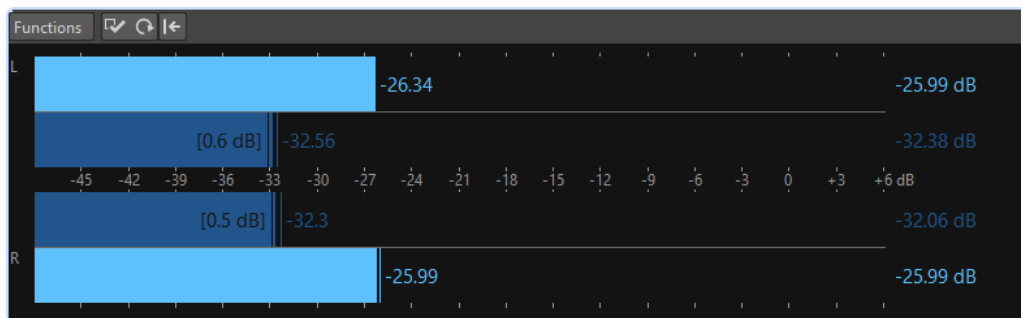 Functions
L
-26.34 -25.99 dB
[0.6 dB] -32.56 -32.38 dB
-45 -42 -39 -36 -33 -30 -27 -24 -21 -18 -15 -12 -9 -6 -3 0 +3 +6 dB
[0.5 dB] -32.3 -32.06 dB
R
-25.99 -25.99 dB